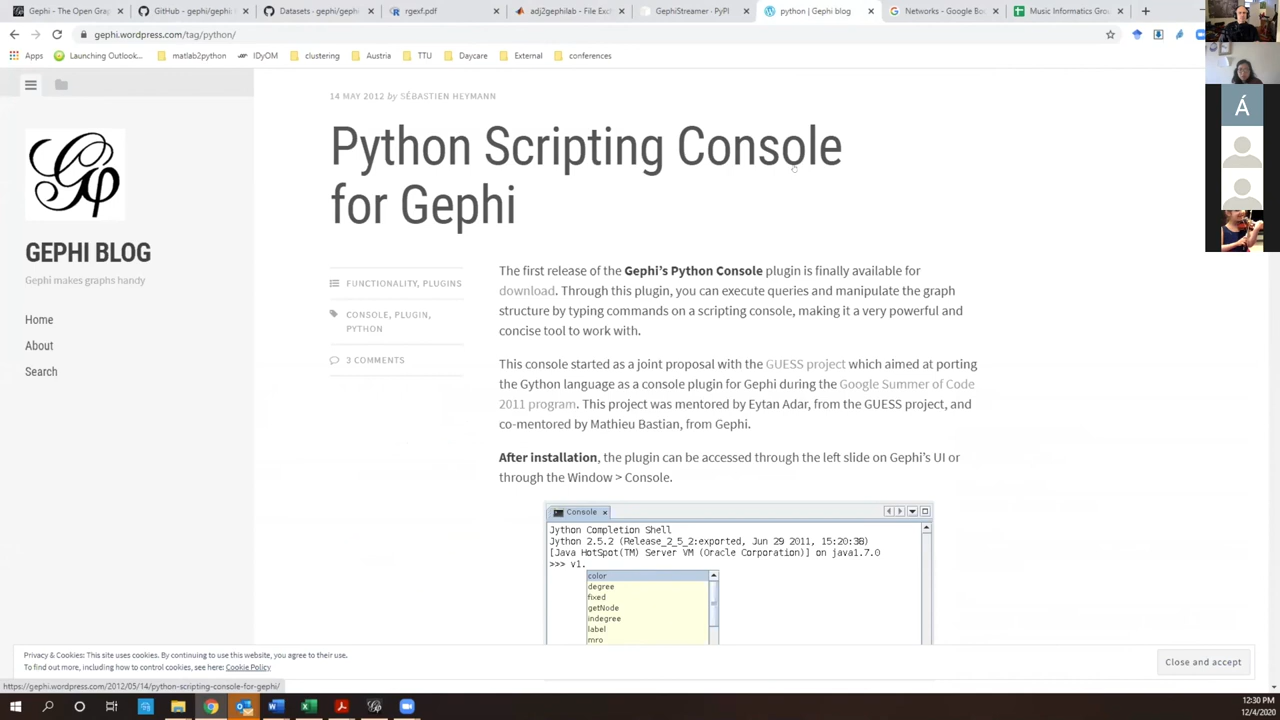 Gephi - The Open Gra
GitHub - gephi/gephi
Datasets · gephi/gep
rgexf.pdf
adj2gephilab - File Exch
GephiStreamer · PyPI
python | Gephi blog
Networks - Google Boo
Music Informatics Grou
gephi.wordpress.com/tag/python/
Apps
Launching Outlook...
matlab2python
IDyOM
clustering
Austria
TTU
Daycare
External
conferences
14 MAY 2012 by SÉBASTIEN HEYMANN
Python Scripting Console
for Gephi
GEPHI BLOG
Gephi makes graphs handy
Home
About
Search
FUNCTIONALITY, PLUGINS
CONSOLE, PLUGIN,
PYTHON
3 COMMENTS
The first release of the Gephi's Python Console plugin is finally available for
download. Through this plugin, you can execute queries and manipulate the graph
structure by typing commands on a scripting console, making it a very powerful and
concise tool to work with.
This console started as a joint proposal with the GUESS project which aimed at porting
the Gython language as a console plugin for Gephi during the Google Summer of Code
2011 program. This project was mentored by Eytan Adar, from the GUESS project, and
co-mentored by Mathieu Bastian, from Gephi.
After installation, the plugin can be accessed through the left slide on Gephi's UI or
through the Window > Console.
Console
Jython Completion Shell
Jython 2.5.2 (Release_2_5_2:exported, Jun 29 2011, 15:20:38)
[Java HotSpot(TM) Server VM (Oracle Corporation)] on java1.7.0
>>> v1.
color
degree
fixed
getNode
indegree
label
mro
Á
Privacy & Cookies: This site uses cookies. By continuing to use this website, you agree to their use.
To find out more, including how to control cookies, see here: Cookie Policy
Close and accept
https://gephi.wordpress.com/2012/05/14/python-scripting-console-for-gephi/
12:30 PM
12/4/2020